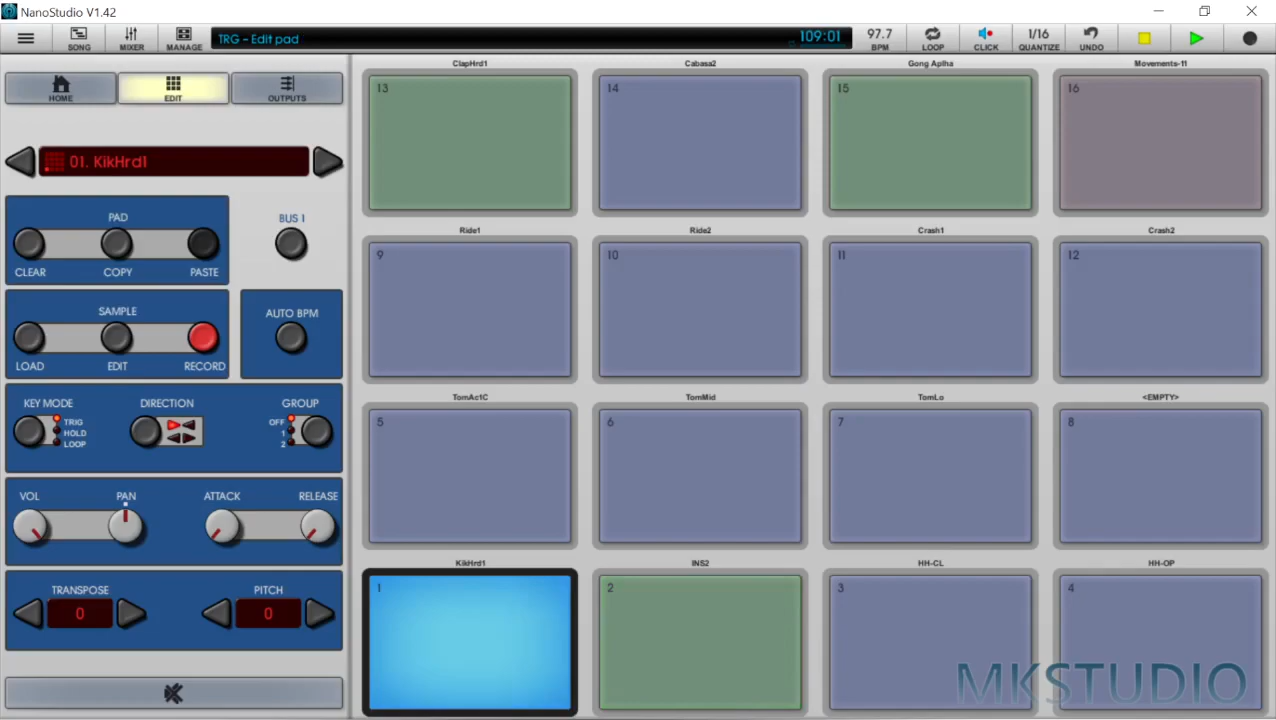 NanoStudio V1.42
SONG
MIXER
MANAGE
TRG – Edit pad
109:01
97.7
BPM
LOOP
CLICK
1/16
QUANTIZE
UNDO
HOME
EDIT
OUTPUTS
01. KikHrd1
PAD
CLEAR
COPY
PASTE
BUS 1
SAMPLE
LOAD
EDIT
RECORD
AUTO BPM
KEY MODE
TRIG
HOLD
LOOP
DIRECTION
GROUP
OFF
1
2
VOL
PAN
ATTACK
RELEASE
TRANSPOSE
0
PITCH
0
ClapHrd1
13
Cabasa2
14
Gong Aplha
15
Movements-11
16
Ride1
9
Ride2
10
Crash1
11
Crash2
12
TomAc1C
5
TomMid
6
TomLo
7
<EMPTY>
8
KikHrd1
1
INS2
2
HH-CL
3
HH-OP
4
MKSTUDIO